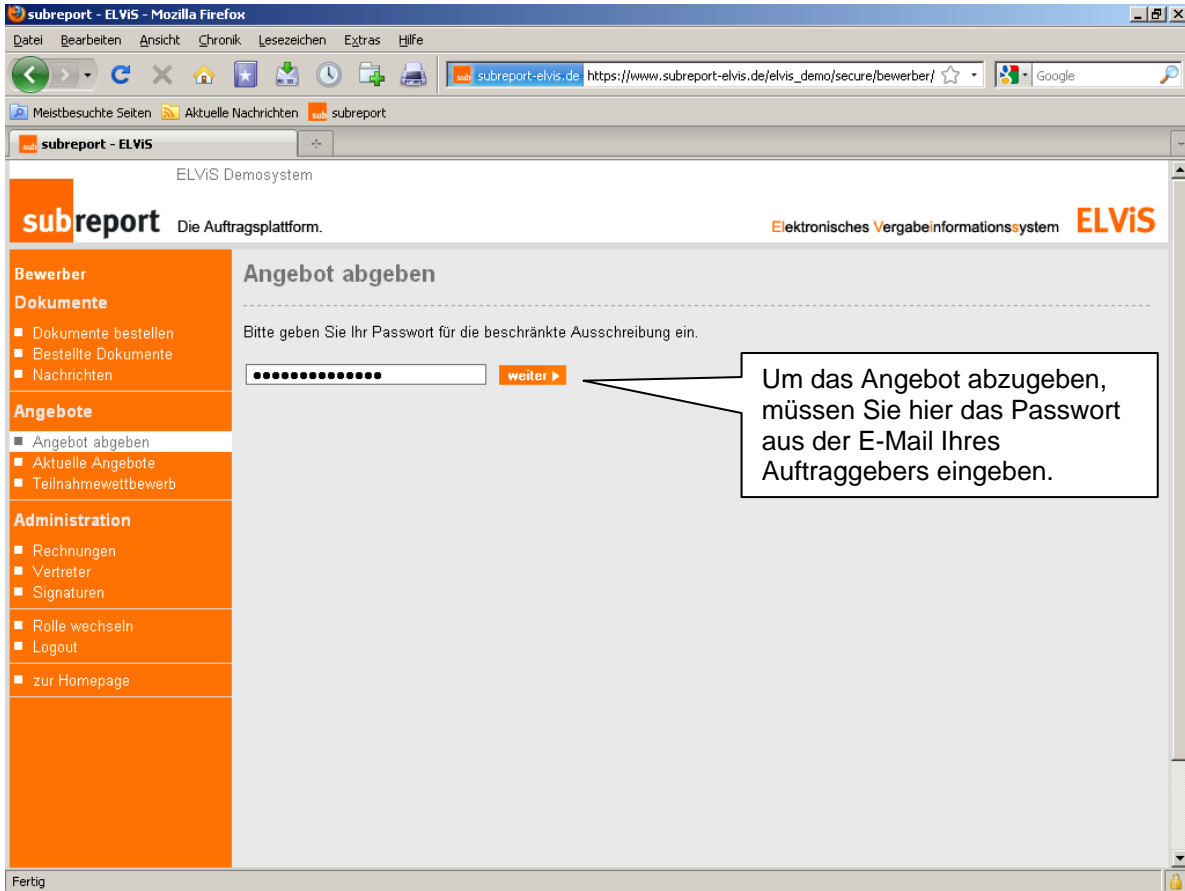 subreport - ELViS - Mozilla Firefox
Datei Bearbeiten Ansicht Chronik Lesezeichen Extras Hilfe
sub subreport-elvis.de https://www.subreport-elvis.de/elvis_demo/secure/bewerber/ Google
Meistbesuchte Seiten Aktuelle Nachrichten sub subreport
sub subreport - ELViS
ELViS Demosystem
subreport Die Auftragsplattform. Elektronisches Vergabeinformationssystem ELViS
Bewerber
Dokumente
Dokumente bestellen
Bestellte Dokumente
Nachrichten
Angebote
Angebot abgeben
Aktuelle Angebote
Teilnahmewettbewerb
Administration
Rechnungen
Vertreter
Signaturen
Rolle wechseln
Logout
zur Homepage
Angebot abgeben
Bitte geben Sie Ihr Passwort für die beschränkte Ausschreibung ein.
●●●●●●●●●●●●●● weiter
Um das Angebot abzugeben,
müssen Sie hier das Passwort
aus der E-Mail Ihres
Auftraggebers eingeben.
Fertig